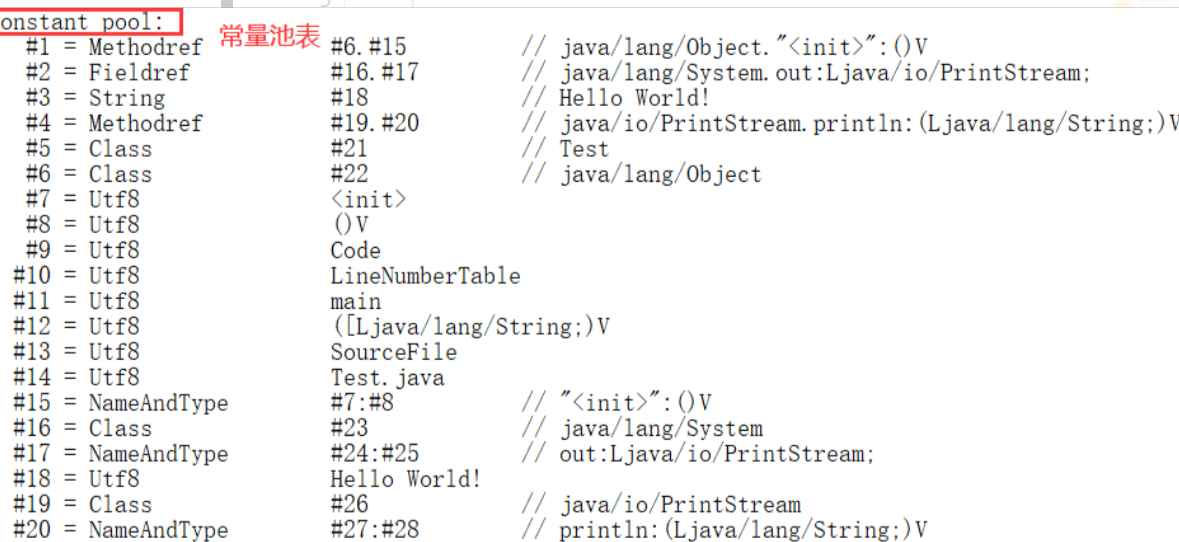 onstant pool:
常量池表
#1 = Methodref #6.#15 // java/lang/Object."<init>":()V
#2 = Fieldref #16.#17 // java/lang/System.out:Ljava/io/PrintStream;
#3 = String #18 // Hello World!
#4 = Methodref #19.#20 // java/io/PrintStream.println:(Ljava/lang/String;)V
#5 = Class #21 // Test
#6 = Class #22 // java/lang/Object
#7 = Utf8 <init>
#8 = Utf8 ()V
#9 = Utf8 Code
#10 = Utf8 LineNumberTable
#11 = Utf8 main
#12 = Utf8 ([Ljava/lang/String;)V
#13 = Utf8 SourceFile
#14 = Utf8 Test.java
#15 = NameAndType #7:#8 // "<init>":()V
#16 = Class #23 // java/lang/System
#17 = NameAndType #24:#25 // out:Ljava/io/PrintStream;
#18 = Utf8 Hello World!
#19 = Class #26 // java/io/PrintStream
#20 = NameAndType #27:#28 // println:(Ljava/lang/String;)V